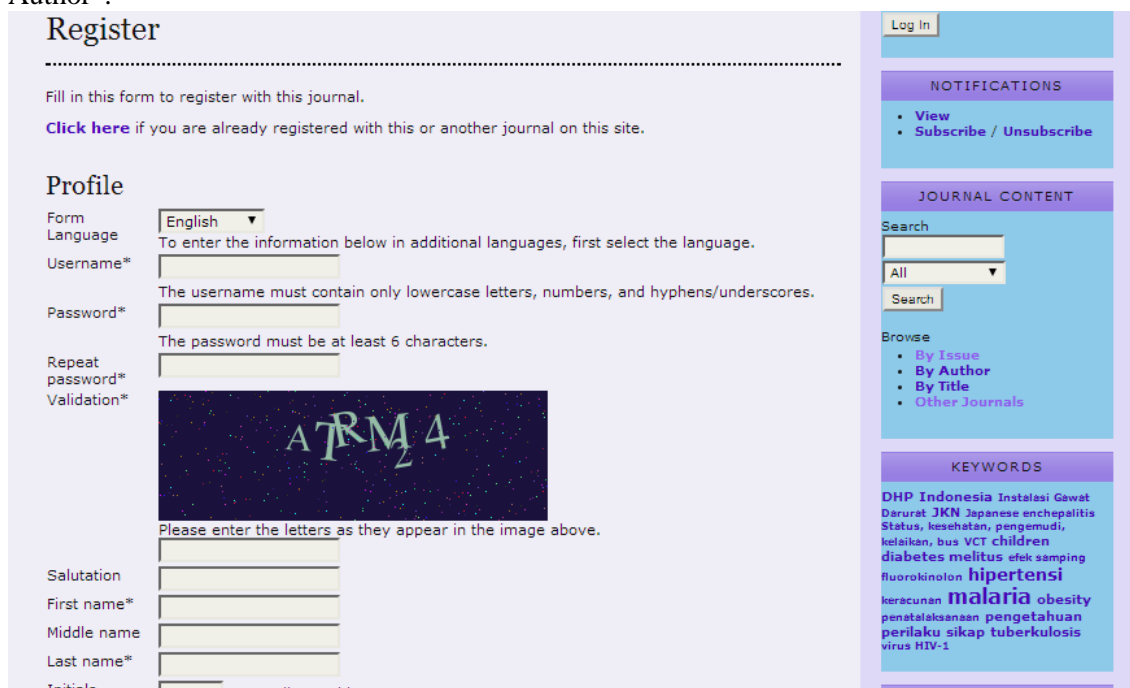 Register
Fill in this form to register with this journal.
Click here if you are already registered with this or another journal on this site.
Profile
Form
Language
English
To enter the information below in additional languages, first select the language.
Username*
The username must contain only lowercase letters, numbers, and hyphens/underscores.
Password*
The password must be at least 6 characters.
Repeat
password*
Validation*
ATRM24
Please enter the letters as they appear in the image above.
Salutation
First name*
Middle name
Last name*
Initials
Log In
NOTIFICATIONS
View
Subscribe / Unsubscribe
JOURNAL CONTENT
Search
All
Search
Browse
By Issue
By Author
By Title
Other Journals
KEYWORDS
DHP Indonesia Instalasi Gawat
Darurat JKN Japanese enchepalitis
Status, kesehatan, pengemudi,
kelaikan, bus VCT children
diabetes melitus efek samping
fluorokinolon hipertensi
keracunan malaria obesity
penatalaksanaan pengetahuan
perilaku sikap tuberkulosis
virus HIV-1